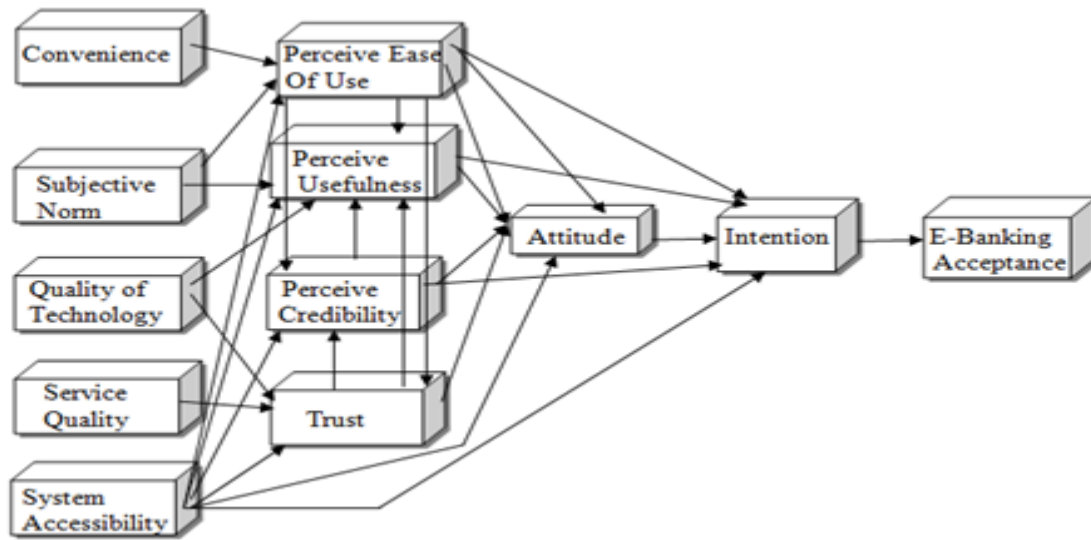 Convenience
Perceive Ease
Of Use
Subjective
Norm
Perceive
Usefulness
Attitude
Intention
E-Banking
Acceptance
Quality of
Technology
Perceive
Credibility
Service
Quality
Trust
System
Accessibility